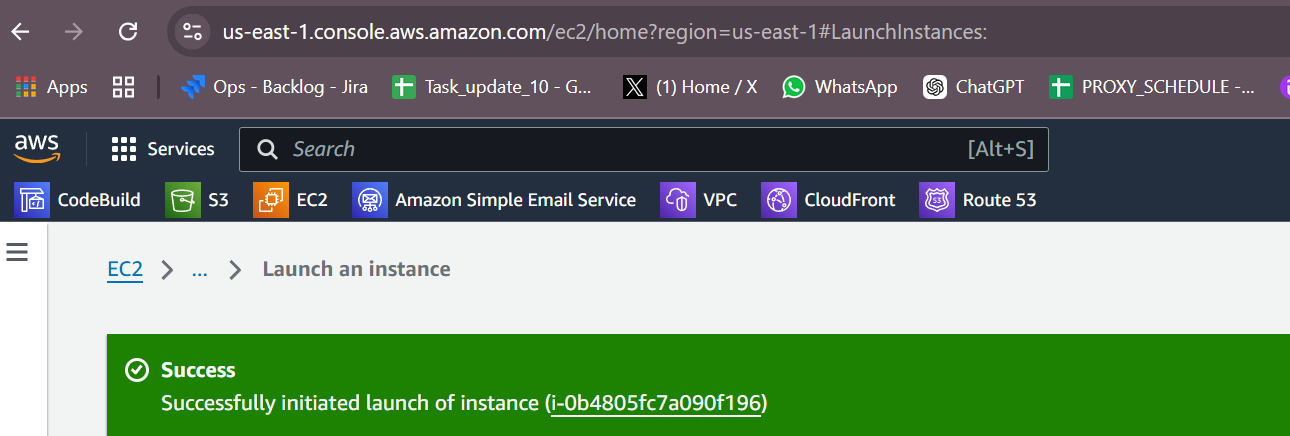 us-east-1.console.aws.amazon.com/ec2/home?region=us-east-1#LaunchInstances:
Apps Ops - Backlog - Jira Task_update_10 - G... (1) Home / X WhatsApp ChatGPT PROXY_SCHEDULE -...
aws Services Search [Alt+S]
CodeBuild S3 EC2 Amazon Simple Email Service VPC CloudFront 53 Route 53
EC2 > ... > Launch an instance
Success
Successfully initiated launch of instance (i-0b4805fc7a090f196)